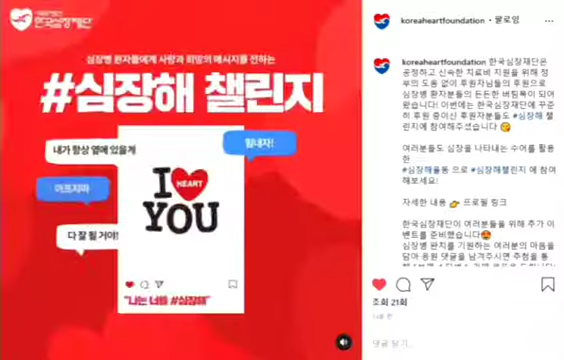 한국심장재단
심장병 환자들에게 사랑과 희망의 메시지를 전하는
#심장해 챌린지
내가 항상 옆에 있을게
힘내자!
아프지마
다 잘 될 거야!
I HEART
YOU
"나는 너를 #심장해"
koreaheartfoundation • 팔로잉
koreaheartfoundation 한국심장재단은
공정하고 신속한 치료비 지원을 위해 정
부의 도움 없이 후원자님들의 후원으로
심장병 환자분들의 든든한 버팀목이 되어
왔습니다! 이번에는 한국심장재단에 꾸준
히 후원 중이신 후원자분들도 #심장해 챌
린지에 참여해주셨습니다 😘
여러분들도 심장을 나타내는 수어를 활용
한
#심장해율동 으로 #심장해챌린지 에 참여
해보세요!
자세한 내용 👉 프로필 링크
한국심장재단이 여러분들을 위해 추가 이
벤트를 준비했습니다😍
심장병 완치를 기원하는 여러분의 마음을
담아 응원 댓글을 남겨주시면 추첨을 통
조회 21회
댓글 달기...